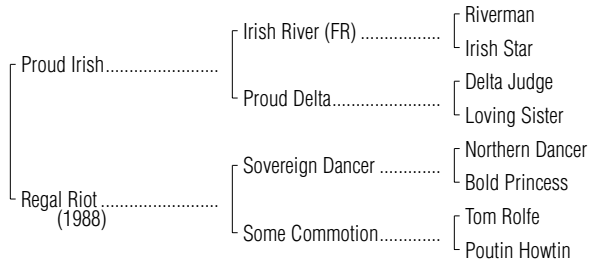 Riverman
Irish River (FR) ..................
Irish Star
Proud Irish.........................
Delta Judge
Proud Delta........................
Loving Sister
Northern Dancer
Sovereign Dancer ..............
Bold Princess
Regal Riot ..........................
(1988)
Tom Rolfe
Some Commotion..............
Poutin Howtin